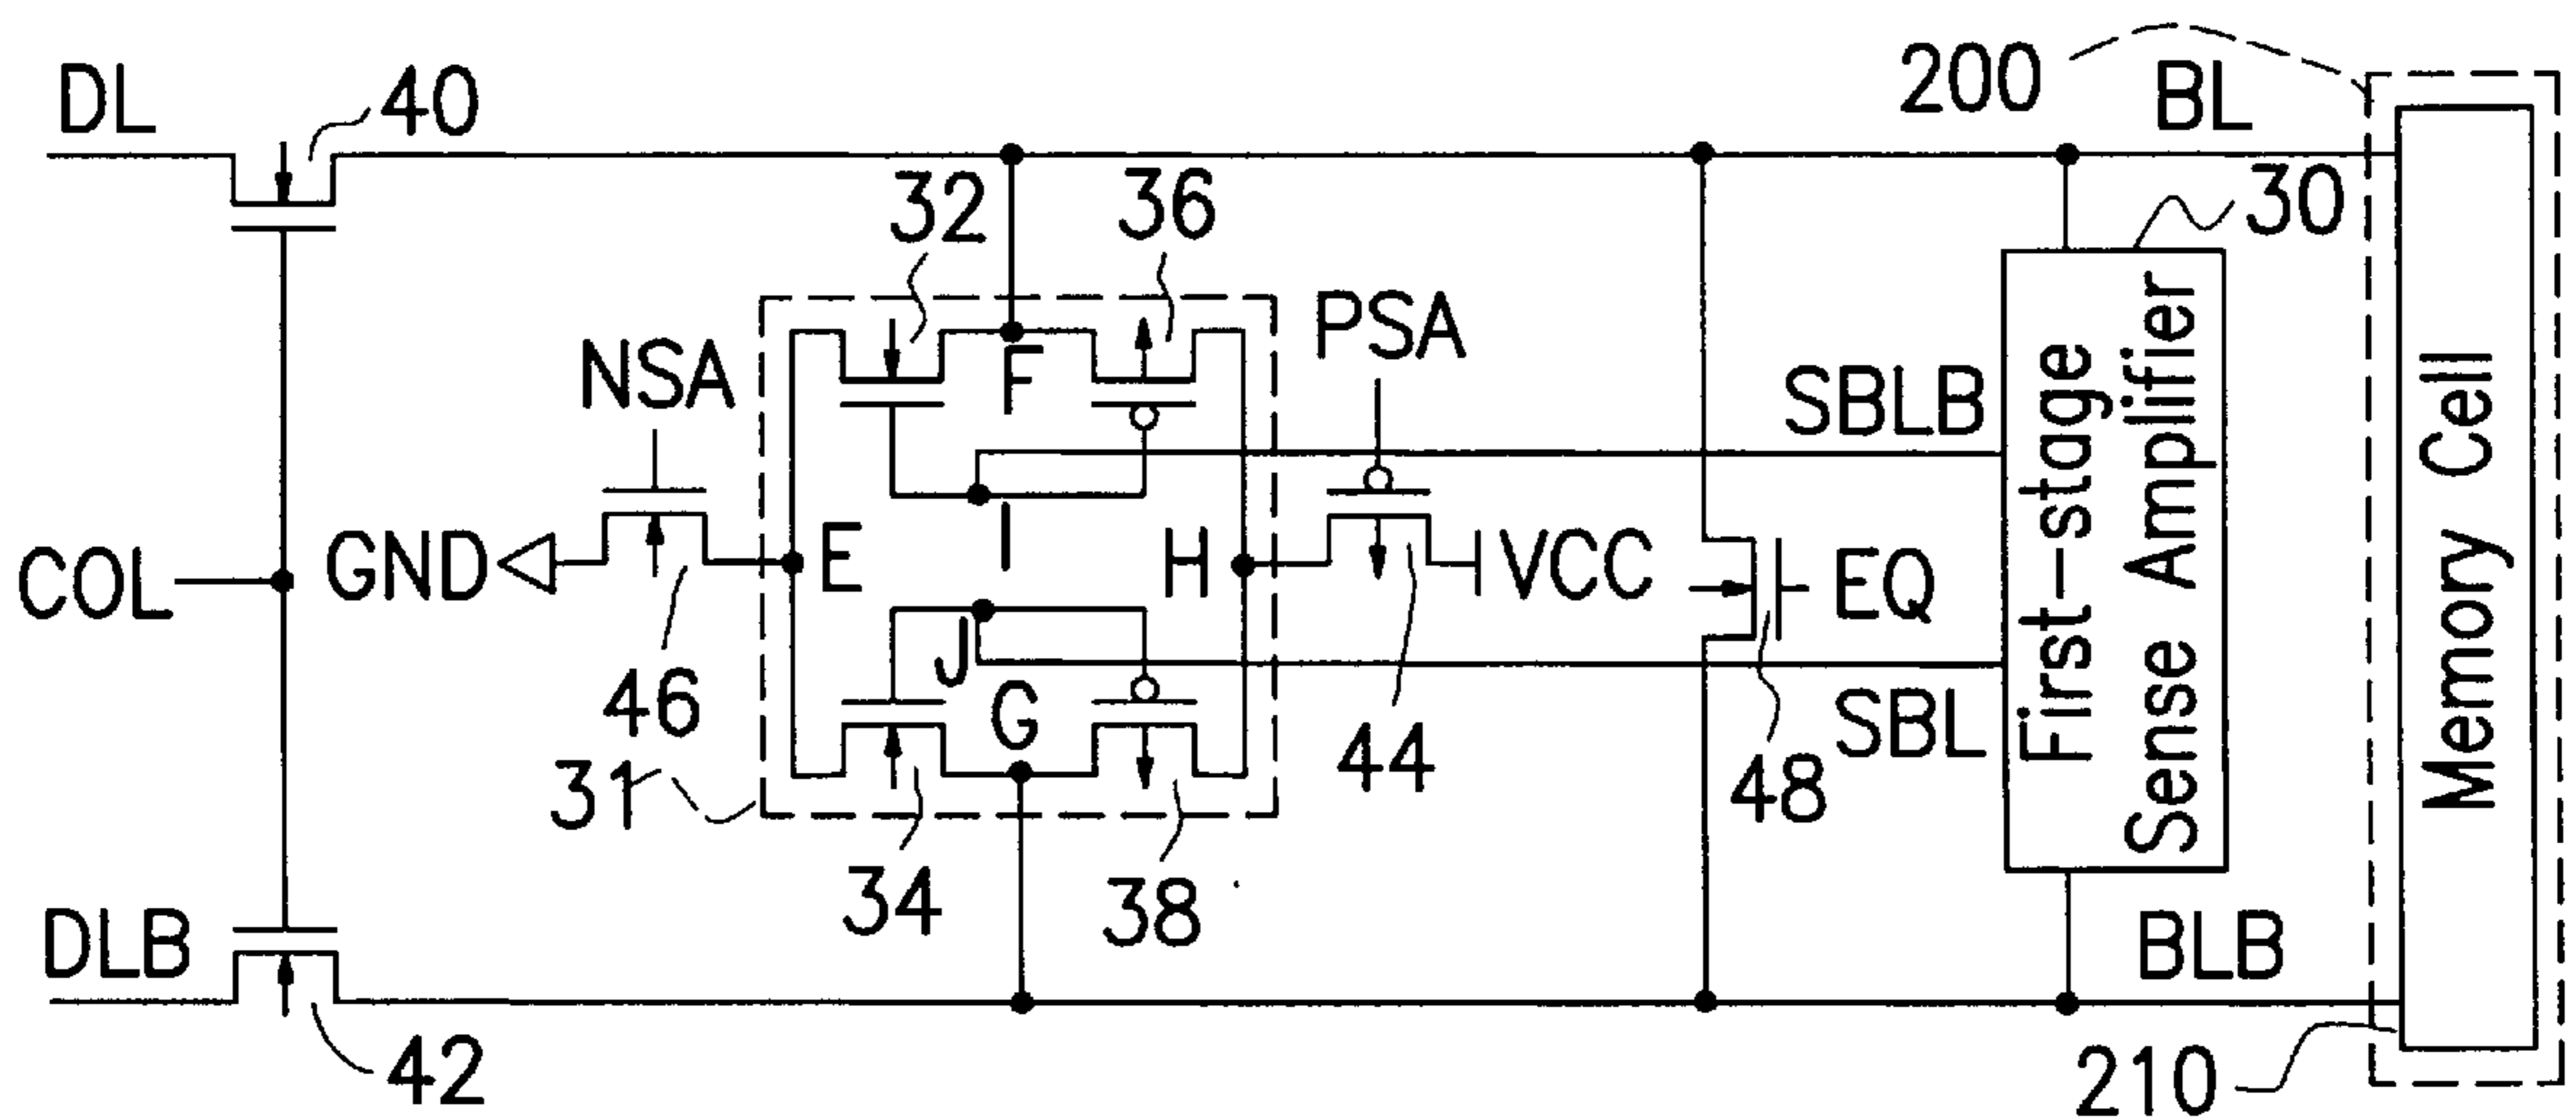 200
BL
DL
40
30
32
36
NSA
PSA
F
SBLB
First-stage
Sense Amplifier
Memory Cell
COL
GND
E
I
H
VCC
EQ
46
J
G
44
SBL
48
31
34
38
DLB
BLB
42
210